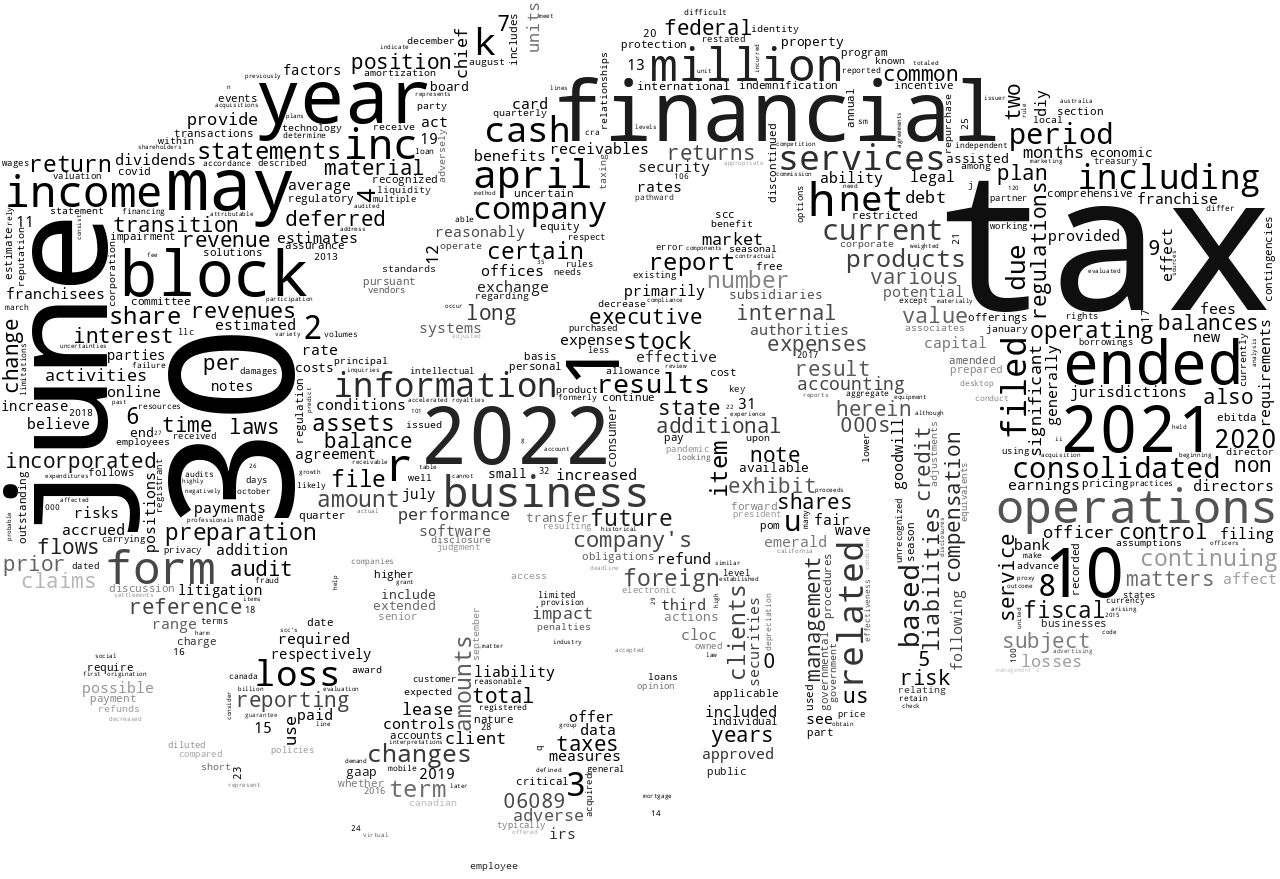 difficult
december
7
includes
units
meet
20
federal
identity
restated
indicate
position
chief
k
august
protection
property
13
million
program
known
totaled
previously
factors
amortization
board
lines
unit
incurred
reported
common
events
represents
relationships
international
indemnification
incentive
issuer
two
diy
australia
acquisitions
year
party
card
financial
annual
repurchase
25
rule
local
section
provide
plans
technology
receive
act
quarterly
cash
cra
levels
sm
agreements
independent
period
transactions
determine
19
adversely
receivables
discontinued
competition
within
statements
inc
loan
benefits
taxing
returns
services
assisted
months
economic
wages
return
dividends
accordance
described
material
april
security
appropriate
commission
among
plan
marketing
treasury
valuation
covid
recognized
method
uncertain
106
ability
legal
including
income
may
average
liquidity
rates
need
j
120
comprehensive
regulatory
4
multiple
company
pathward
options
hnet
debt
partner
franchise
rely
statement
financing
attributable
audited
able
equity
scc
restricted
tax
differ
11
transition
deferred
reasonably
respect
benefit
current
working
provided
estimate
reputation
consist
impairment
revenue
estimates
address
operate
certain
error
components
market
seasonal
corporate
weighted
21
due
regulations
9
effect
sources
contingencies
shareholders
fee
solutions
assurance
2013
12
offices
35
rules
report
contractual
products
franchisees
corporation
block
standards
exchange
needs
existing
free
various
except
materially
evaluated
march
committee
participation
pursuant
vendors
regarding
primarily
number
potential
june
share
revenues
occur
long
decrease
compliance
subsidiaries
value
offerings
rights
17
fees
change
limitations
interest
llc
estimated
2
volumes
systems
adjusted
purchased
executive
internal
associates
january
operating
balances
uncertainties
variety
less
expense
stock
authorities
capital
borrowings
new
parties
failure
30
per
damages
rate
costs
principal
inquiries
basis
personal
1
effective
review
expenses
2017
reports
amended
prepared
significant
generally
ended
currently
analysis
requirements
activities
notes
predict
information
intellectual
product
formerly
allowance
results
cost
result
desktop
jurisdictions
online
regulation
conditions
accelerated royalties
continue
key
accounting
aggregate
equipment
conduct
also
increase
2018
past
resources
6
time
laws
101
assets
issued
2022
8
account
consumer
state
22
31
experience
herein
although
filed
2021
held
ebitda
believe
end
27
received
employees
balance
additional
000s
lower
using
ii
acquisition
beginning
2020
director
incorporated
audits
26
agreement
receivable
table
cannot
pay
upon
pandemic
looking
note
goodwill
credit
adjustments
consolidated
non
expenditures
follows
registrant
highly
days
growth
file
r
well
small
32
increased
item
available
earnings
pricing
practices
directors
outstanding
000
affected
risks
negatively
october
likely
amount
july
business
exhibit
proceeds
equivalents
operations
probable
accrued
carrying
positions
payments
professionals
made
quarter
actual
performance
transfer
resulting
historical
future
forward
president
shares
u
many
fair
unrecognized
liabilities
disclosures
flows
preparation
software
disclosure
judgment
company's
pom
wave
season
officer
control
filing
prior
dated
privacy
addition
companies
obligations
refund
emerald
california
related
conditions
compensation
service
bank
assumptions
officers
claims
form
discussion
settlements
fraud
audit
help
higher
grant
access
deadline
foreign
similar
established
level
procedures
based
make
advance
10
recorded
continuing
litigation
include
electronic
management
proxy
outcome
8
matters
affect
reference
items
18
extended
limited
provision
29
third
high
depreciation
effectiveness
following
states
currency
range
terms
senior
september
impact
actions
clients
united
fiscal
arising
2015
harm
date
penalties
cloc
owned
securities
businesses
code
charge
scc's
required
matter
industry
accepted
law
subject
16
respectively
100
advertising
social
require
canada
loss
award
customer
liability
reasonable
loans
0
used
governmental
government
5
losses
management's
first
origination
possible
billion
evaluation
expected
amounts
total
opinion
applicable
us
risk
payment
refunds
decreased
consider
reporting
lease
registered
included
relating
guarantee
line
controls
nature
offer
individual
price
retain
15
use
paid
accounts
28
group
data
years
see
obtain
check
diluted
compared
policies
interpretations
client
q
taxes
part
demand
changes
measures
approved
short
23
gaap
mobile
2019
defined
general
public
represent
whether
2016
term
later
critical
3
acquired
canadian
06089
mortgage
adverse
14
24
virtual
typically
offered
irs
employee